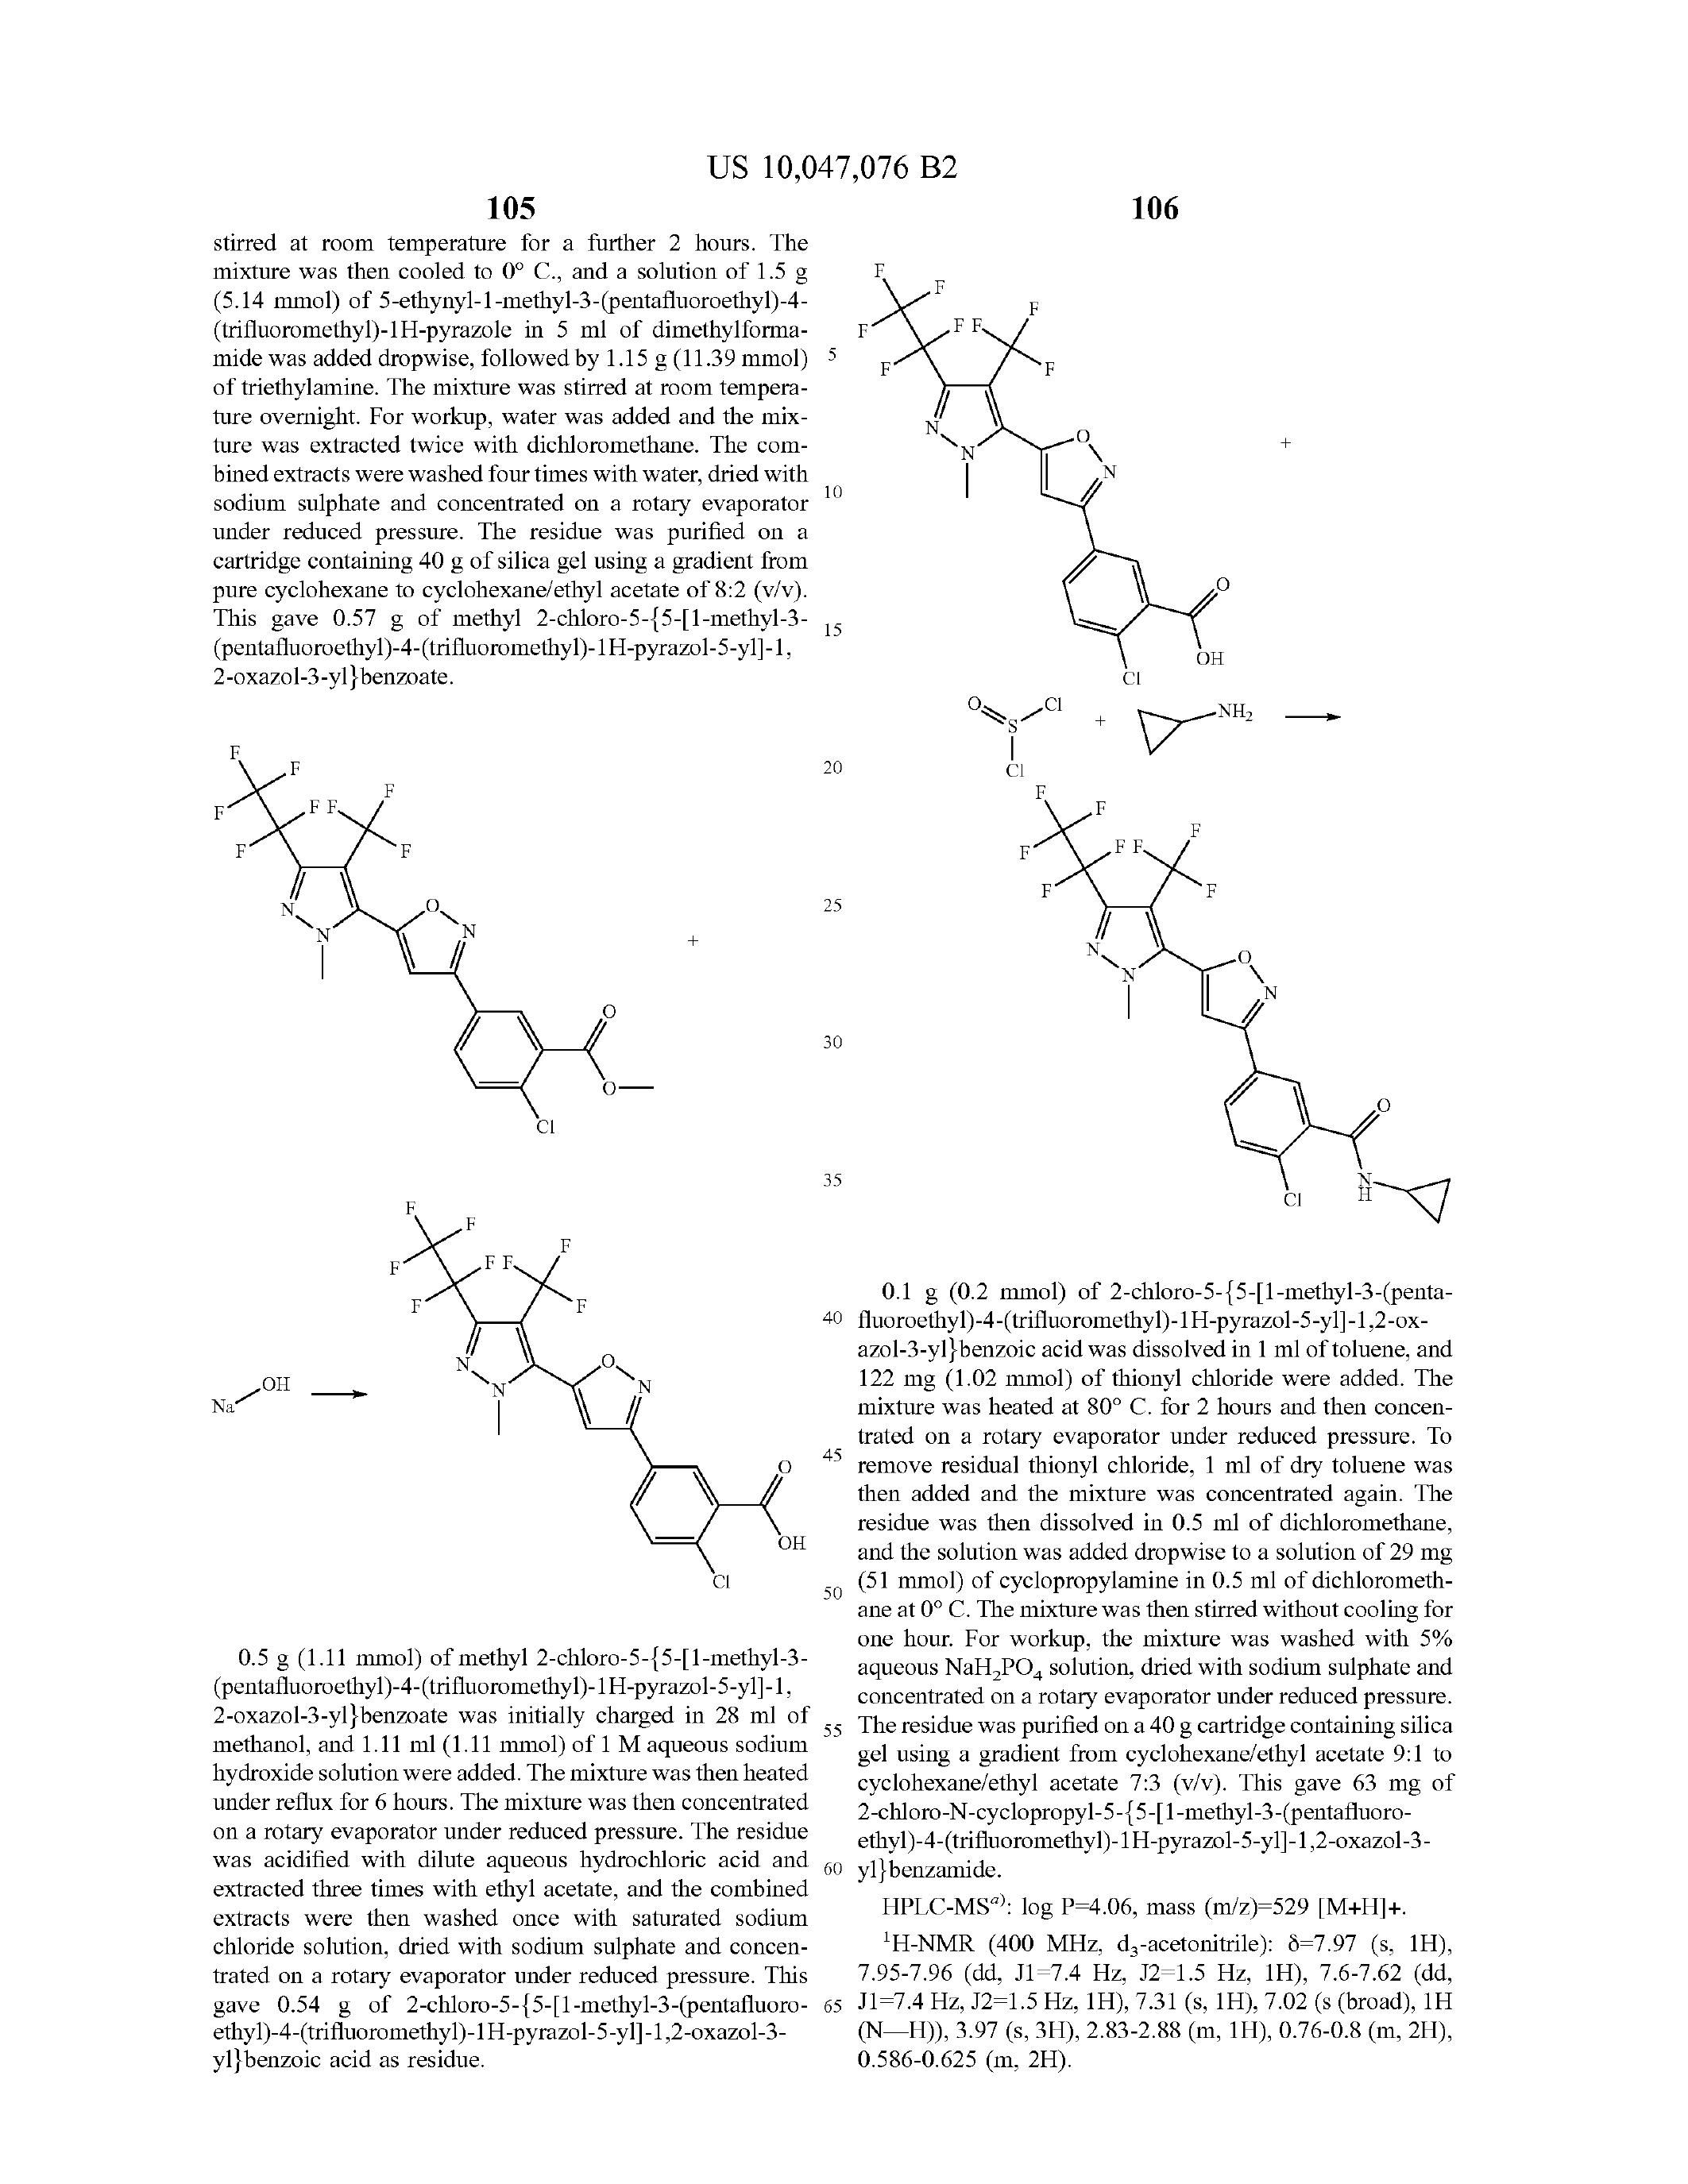 US 10,047,076 B2
105
stirred at room temperature for a further 2 hours. The
mixture was then cooled to 0° C., and a solution of 1.5 g
(5.14 mmol) of 5-ethynyl-1-methyl-3-(pentafluoroethyl)-4-
(trifluoromethyl)-1H-pyrazole in 5 ml of dimethylforma-
mide was added dropwise, followed by 1.15 g (11.39 mmol)
of triethylamine. The mixture was stirred at room tempera-
ture overnight. For workup, water was added and the mix-
ture was extracted twice with dichloromethane. The com-
bined extracts were washed four times with water, dried with
sodium sulphate and concentrated on a rotary evaporator
under reduced pressure. The residue was purified on a
cartridge containing 40 g of silica gel using a gradient from
pure cyclohexane to cyclohexane/ethyl acetate of 8:2 (v/v).
This gave 0.57 g of methyl 2-chloro-5-{5-[1-methyl-3-
(pentafluoroethyl)-4-(trifluoromethyl)-1H-pyrazol-5-yl]-1,
2-oxazol-3-yl}benzoate.
F
F
F
F
F F
F
F
N
N
O
N
+
O
O
Cl
F
F
F
F
F F
F
F
Na
OH
N
N
O
N
O
OH
Cl
0.5 g (1.11 mmol) of methyl 2-chloro-5-{5-[1-methyl-3-
(pentafluoroethyl)-4-(trifluoromethyl)-1H-pyrazol-5-yl]-1,
2-oxazol-3-yl}benzoate was initially charged in 28 ml of
methanol, and 1.11 ml (1.11 mmol) of 1 M aqueous sodium
hydroxide solution were added. The mixture was then heated
under reflux for 6 hours. The mixture was then concentrated
on a rotary evaporator under reduced pressure. The residue
was acidified with dilute aqueous hydrochloric acid and
extracted three times with ethyl acetate, and the combined
extracts were then washed once with saturated sodium
chloride solution, dried with sodium sulphate and concen-
trated on a rotary evaporator under reduced pressure. This
gave 0.54 g of 2-chloro-5-{5-[1-methyl-3-(pentafluoro-
ethyl)-4-(trifluoromethyl)-1H-pyrazol-5-yl]-1,2-oxazol-3-
yl}benzoic acid as residue.
5
10
15
20
25
30
35
40
45
50
55
60
65
106
F
F
F
F
F F
F
F
N
N
O
N
+
O
OH
Cl
O
S
Cl
Cl
+
NH₂
F
F
F
F
F F
F
F
N
N
O
N
O
N
H
Cl
0.1 g (0.2 mmol) of 2-chloro-5-{5-[1-methyl-3-(penta-
fluoroethyl)-4-(trifluoromethyl)-1H-pyrazol-5-yl]-1,2-ox-
azol-3-yl}benzoic acid was dissolved in 1 ml of toluene, and
122 mg (1.02 mmol) of thionyl chloride were added. The
mixture was heated at 80° C. for 2 hours and then concen-
trated on a rotary evaporator under reduced pressure. To
remove residual thionyl chloride, 1 ml of dry toluene was
then added and the mixture was concentrated again. The
residue was then dissolved in 0.5 ml of dichloromethane,
and the solution was added dropwise to a solution of 29 mg
(51 mmol) of cyclopropylamine in 0.5 ml of dichlorometh-
ane at 0° C. The mixture was then stirred without cooling for
one hour. For workup, the mixture was washed with 5%
aqueous NaH₂PO₄ solution, dried with sodium sulphate and
concentrated on a rotary evaporator under reduced pressure.
The residue was purified on a 40 g cartridge containing silica
gel using a gradient from cyclohexane/ethyl acetate 9:1 to
cyclohexane/ethyl acetate 7:3 (v/v). This gave 63 mg of
2-chloro-N-cyclopropyl-5-{5-[1-methyl-3-(pentafluoro-
ethyl)-4-(trifluoromethyl)-1H-pyrazol-5-yl]-1,2-oxazol-3-
yl}benzamide.
HPLC-MSᵃ⁾: log P=4.06, mass (m/z)=529 [M+H]+.
¹H-NMR (400 MHz, d₃-acetonitrile): δ=7.97 (s, 1H),
7.95-7.96 (dd, J1=7.4 Hz, J2=1.5 Hz, 1H), 7.6-7.62 (dd,
J1=7.4 Hz, J2=1.5 Hz, 1H), 7.31 (s, 1H), 7.02 (s (broad), 1H
(N—H)), 3.97 (s, 3H), 2.83-2.88 (m, 1H), 0.76-0.8 (m, 2H),
0.586-0.625 (m, 2H).